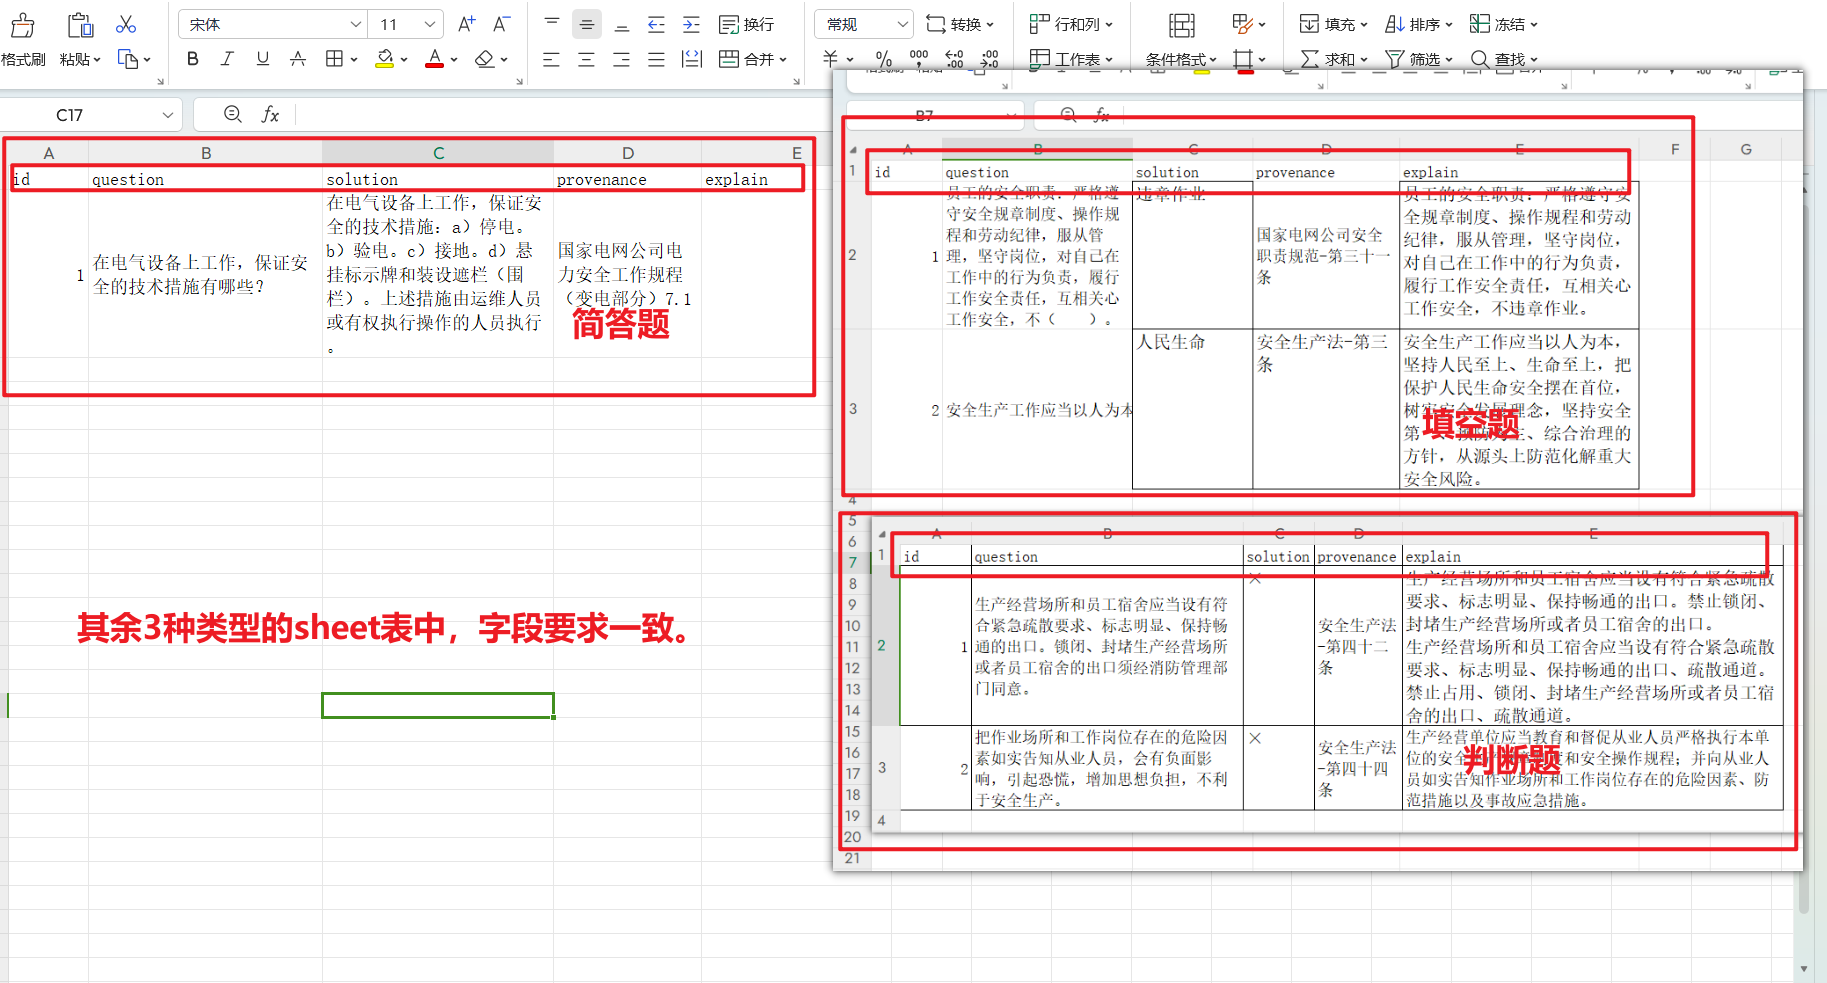 宋体 11 A+ A- 换行 常规 转换 行和列 填充 排序 冻结
格式刷 粘贴 B I U A A 合并 ¥ % 000 工作表 条件格式 求和 筛选 查找
C17 fx
A B C D E
id question solution provenance explain
1
在电气设备上工作，保证安
全的技术措施有哪些？
在电气设备上工作，保证安
全的技术措施：a）停电。
b）验电。c）接地。d）悬
挂标示牌和装设遮栏（围
栏）。上述措施由运维人员
或有权执行操作的人员执行
。
国家电网公司电
力安全工作规程
（变电部分）7.1
简答题
其余3种类型的sheet表中，字段要求一致。
B7 fx
A B C D E F G
1 id question solution provenance explain
2
1
员工的安全职责：严格遵
守安全规章制度、操作规
程和劳动纪律，服从管
理，坚守岗位，对自己在
工作中的行为负责，履行
工作安全责任，互相关心
工作安全，不（　　）。
违章作业
国家电网公司安全
职责规范-第三十一
条
员工的安全职责：严格遵守安
全规章制度、操作规程和劳动
纪律，服从管理，坚守岗位，
对自己在工作中的行为负责，
履行工作安全责任，互相关心
工作安全，不违章作业。
3
2 安全生产工作应当以人为本
人民生命
安全生产法-第三
条
安全生产工作应当以人为本，
坚持人民至上、生命至上，把
保护人民生命安全摆在首位，
树牢安全发展理念，坚持安全
第一、预防为主、综合治理的
方针，从源头上防范化解重大
安全风险。
填空题
4
5
6
7
8
9
10
11
12
13
14
15
16
17
18
19
20
21
A B C D E
1 id question solution provenance explain
2
1
生产经营场所和员工宿舍应当设有符
合紧急疏散要求、标志明显、保持畅
通的出口。锁闭、封堵生产经营场所
或者员工宿舍的出口须经消防管理部
门同意。
×
安全生产法
-第四十二
条
生产经营场所和员工宿舍应当设有符合紧急疏散
要求、标志明显、保持畅通的出口。禁止锁闭、
封堵生产经营场所或者员工宿舍的出口。
生产经营场所和员工宿舍应当设有符合紧急疏散
要求、标志明显、保持畅通的出口、疏散通道。
禁止占用、锁闭、封堵生产经营场所或者员工宿
舍的出口、疏散通道。
3
2
把作业场所和工作岗位存在的危险因
素如实告知从业人员，会有负面影
响，引起恐慌，增加思想负担，不利
于安全生产。
×
安全生产法
-第四十四
条
生产经营单位应当教育和督促从业人员严格执行本单
位的安全生产规章制度和安全操作规程；并向从业人
员如实告知作业场所和工作岗位存在的危险因素、防
范措施以及事故应急措施。
判断题
4